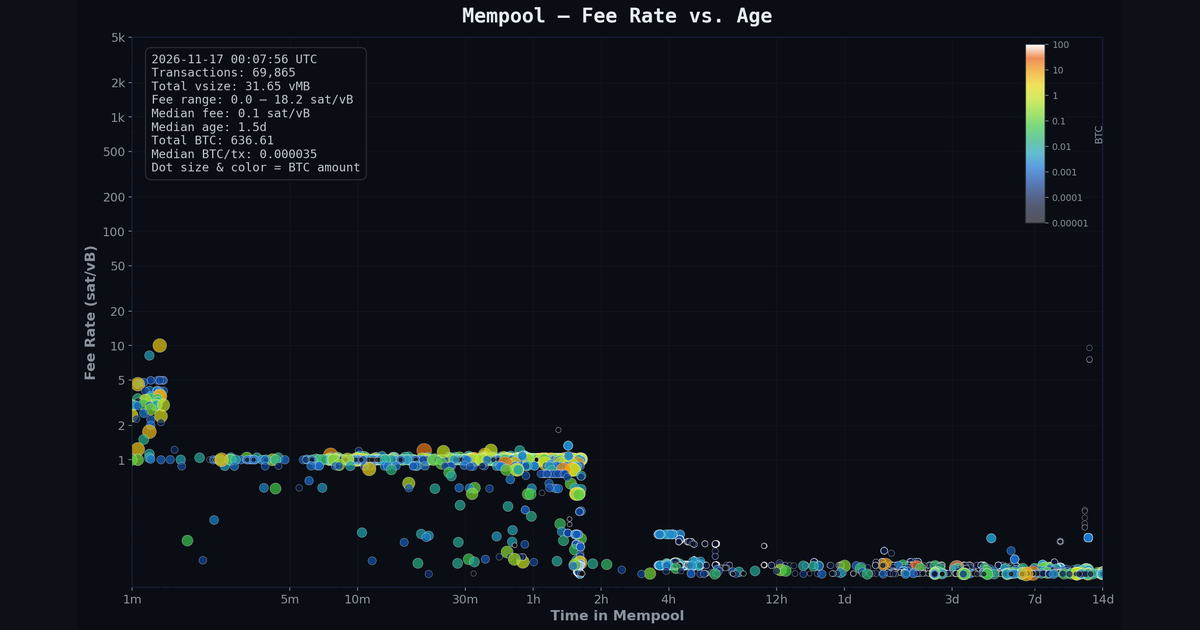 Mempool — Fee Rate vs. Age
5k
2k
1k
500
200
100
50
20
10
5
2
1
Fee Rate (sat/vB)
2026-11-17 00:07:56 UTC
Transactions: 69,865
Total vsize: 31.65 vMB
Fee range: 0.0 — 18.2 sat/vB
Median fee: 0.1 sat/vB
Median age: 1.5d
Total BTC: 636.61
Median BTC/tx: 0.000035
Dot size & color = BTC amount
100
10
1
0.1
0.01
0.001
0.0001
0.00001
BTC
1m 5m 10m 30m 1h 2h 4h 12h 1d 3d 7d 14d
Time in Mempool